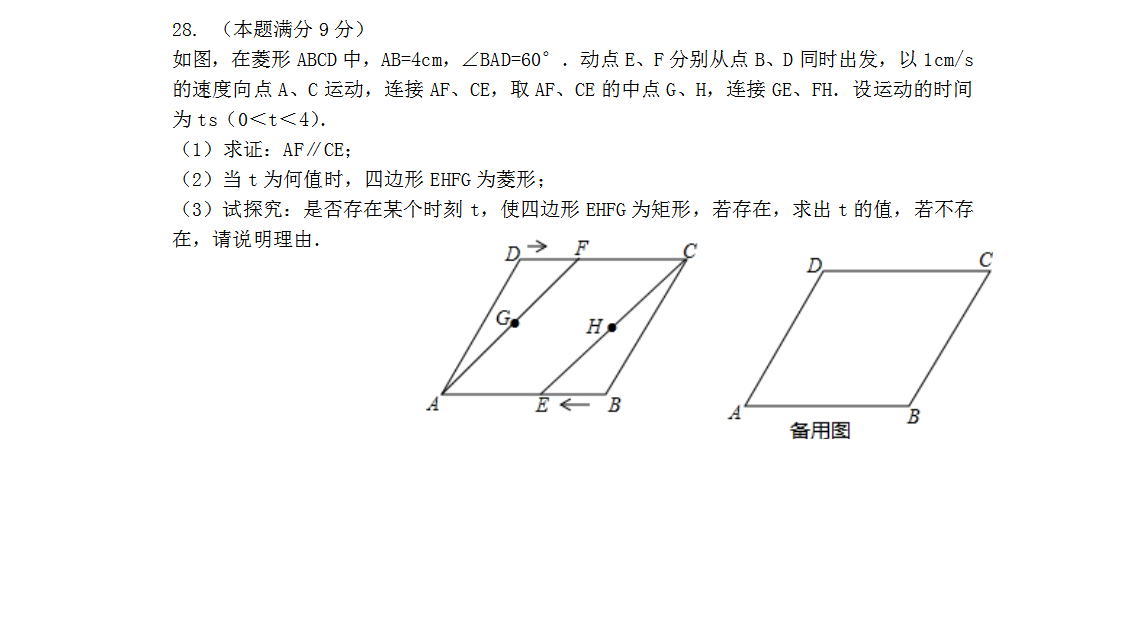 28. （本题满分 9 分）
如图，在菱形 ABCD 中，AB=4cm，∠BAD=60°．动点 E、F 分别从点 B、D 同时出发，以 1cm/s
的速度向点 A、C 运动，连接 AF、CE，取 AF、CE 的中点 G、H，连接 GE、FH．设运动的时间
为 ts（0＜t＜4）．
（1）求证：AF∥CE；
（2）当 t 为何值时，四边形 EHFG 为菱形；
（3）试探究：是否存在某个时刻 t，使四边形 EHFG 为矩形，若存在，求出 t 的值，若不存
在，请说明理由．
D → F C
G H
A E ← B
D C
A B
备用图